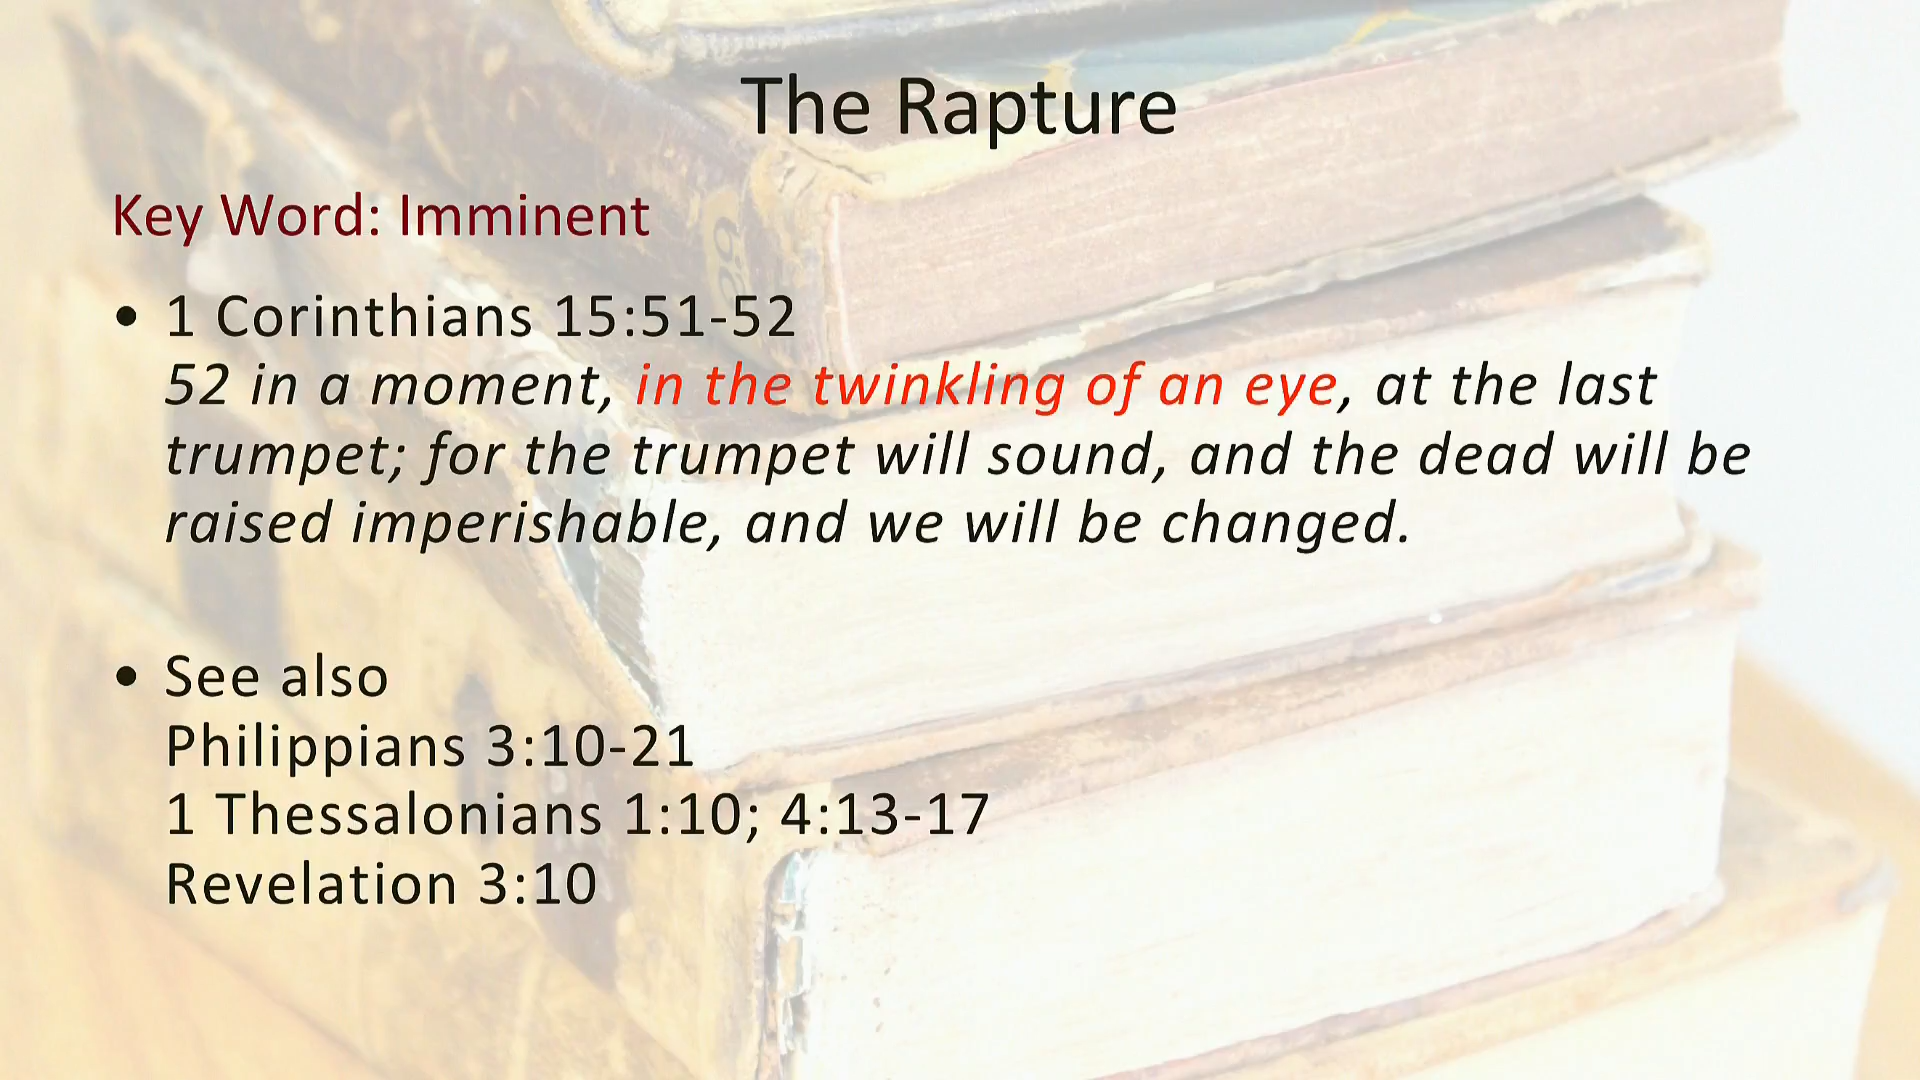 The Rapture
Key Word: Imminent
• 1 Corinthians 15:51-52
52 in a moment, in the twinkling of an eye, at the last
trumpet; for the trumpet will sound, and the dead will be
raised imperishable, and we will be changed.
• See also
Philippians 3:10-21
1 Thessalonians 1:10; 4:13-17
Revelation 3:10